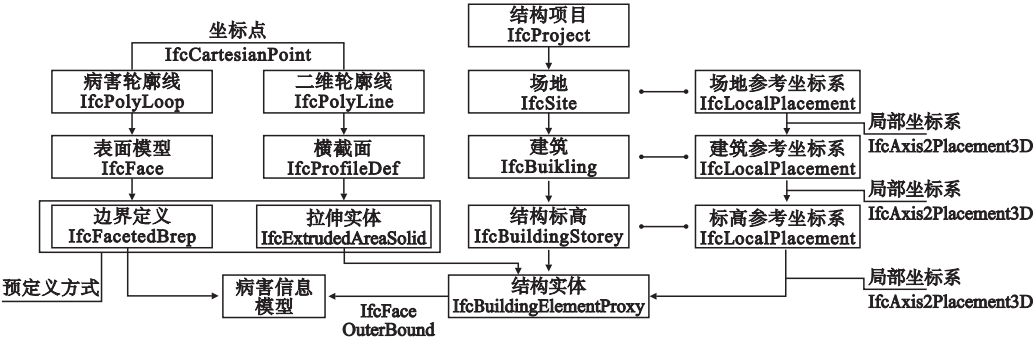 坐标点
IfcCartesianPoint
结构项目
IfcProject
病害轮廓线
IfcPolyLoop
二维轮廓线
IfcPolyLine
场地
IfcSite
场地参考坐标系
IfcLocalPlacement
局部坐标系
IfcAxis2Placement3D
表面模型
IfcFace
横截面
IfcProfileDef
建筑
IfcBuikling
建筑参考坐标系
IfcLocalPlacement
局部坐标系
IfcAxis2Placement3D
边界定义
IfcFacetedBrep
拉伸实体
IfcExtrudedAreaSolid
结构标高
IfcBuildingStorey
标高参考坐标系
IfcLocalPlacement
预定义方式
病害信息
模型
IfcFace
OuterBound
结构实体
IfcBuildingElementProxy
局部坐标系
IfcAxis2Placement3D